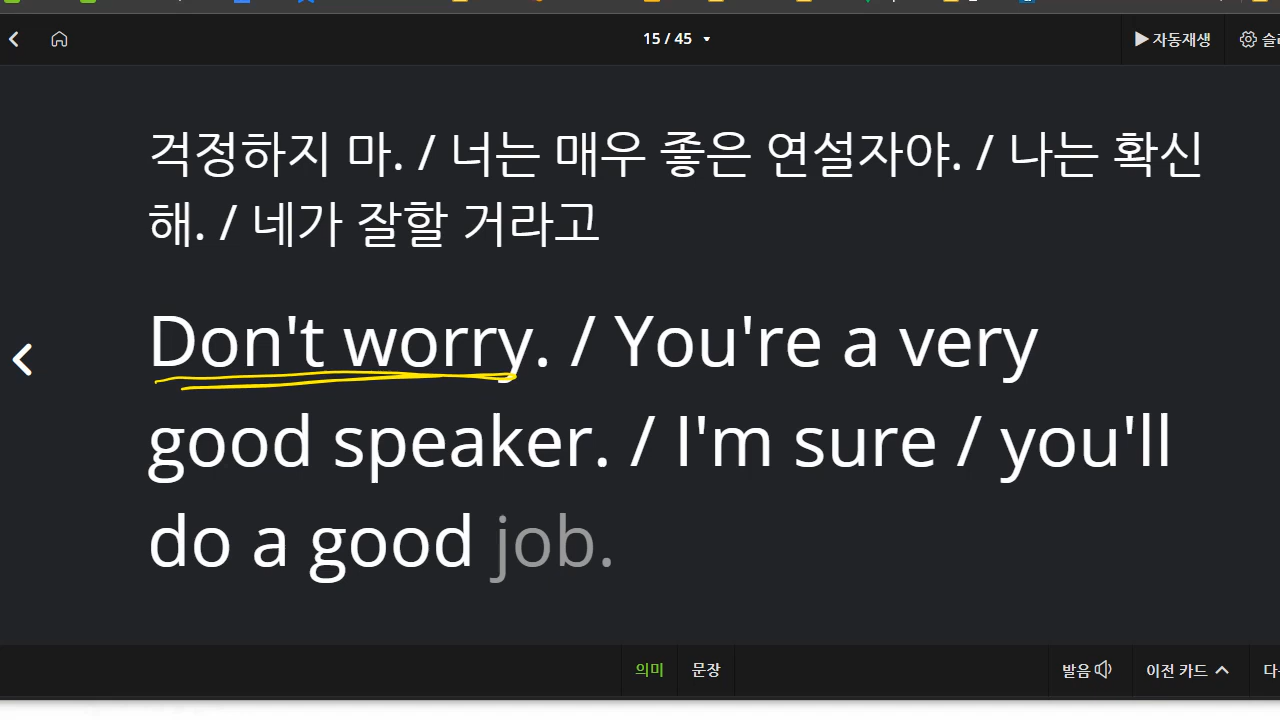 15 / 45
자동재생
걱정하지 마. / 너는 매우 좋은 연설자야. / 나는 확신
해. / 네가 잘할 거라고
Don't worry. / You're a very
good speaker. / I'm sure / you'll
do a good job.
의미 문장 발음 이전 카드